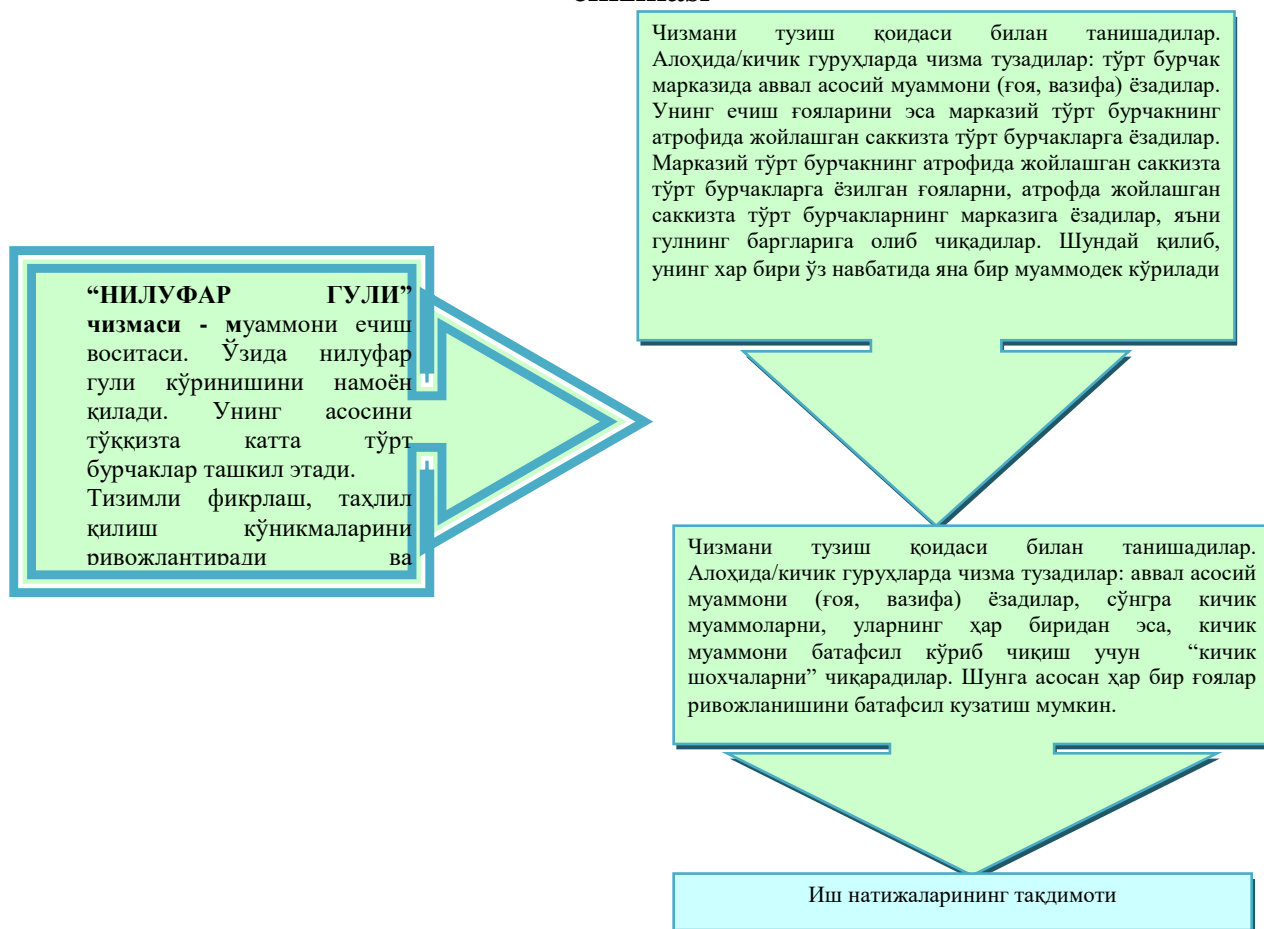 Чизмани тузиш қоидаси билан танишадилар.
Алоҳида/кичик гуруҳларда чизма тузадилар: тўрт бурчак
марказида аввал асосий муаммони (ғоя, вазифа) ёзадилар.
Унинг ечиш ғояларини эса марказий тўрт бурчакнинг
атрофида жойлашган саккизта тўрт бурчакларга ёзадилар.
Марказий тўрт бурчакнинг атрофида жойлашган саккизта
тўрт бурчакларга ёзилган ғояларни, атрофда жойлашган
саккизта тўрт бурчакларнинг марказига ёзадилар, яъни
гулнинг баргларига олиб чиқадилар. Шундай қилиб,
унинг хар бири ўз навбатида яна бир муаммодек кўрилади
“НИЛУФАР ГУЛИ”
чизмаси - муаммони ечиш
воситаси. Ўзида нилуфар
гули кўринишини намоён
қилади. Унинг асосини
тўққизта катта тўрт
бурчаклар ташкил этади.
Тизимли фикрлаш, таҳлил
қилиш кўникмаларини
ривожлантиради ва
Чизмани тузиш қоидаси билан танишадилар.
Алоҳида/кичик гуруҳларда чизма тузадилар: аввал асосий
муаммони (ғоя, вазифа) ёзадилар, сўнгра кичик
муаммоларни, уларнинг ҳар биридан эса, кичик
муаммони батафсил кўриб чиқиш учун “кичик
шохчаларни” чиқарадилар. Шунга асосан ҳар бир ғоялар
ривожланишини батафсил кузатиш мумкин.
Иш натижаларининг тақдимоти